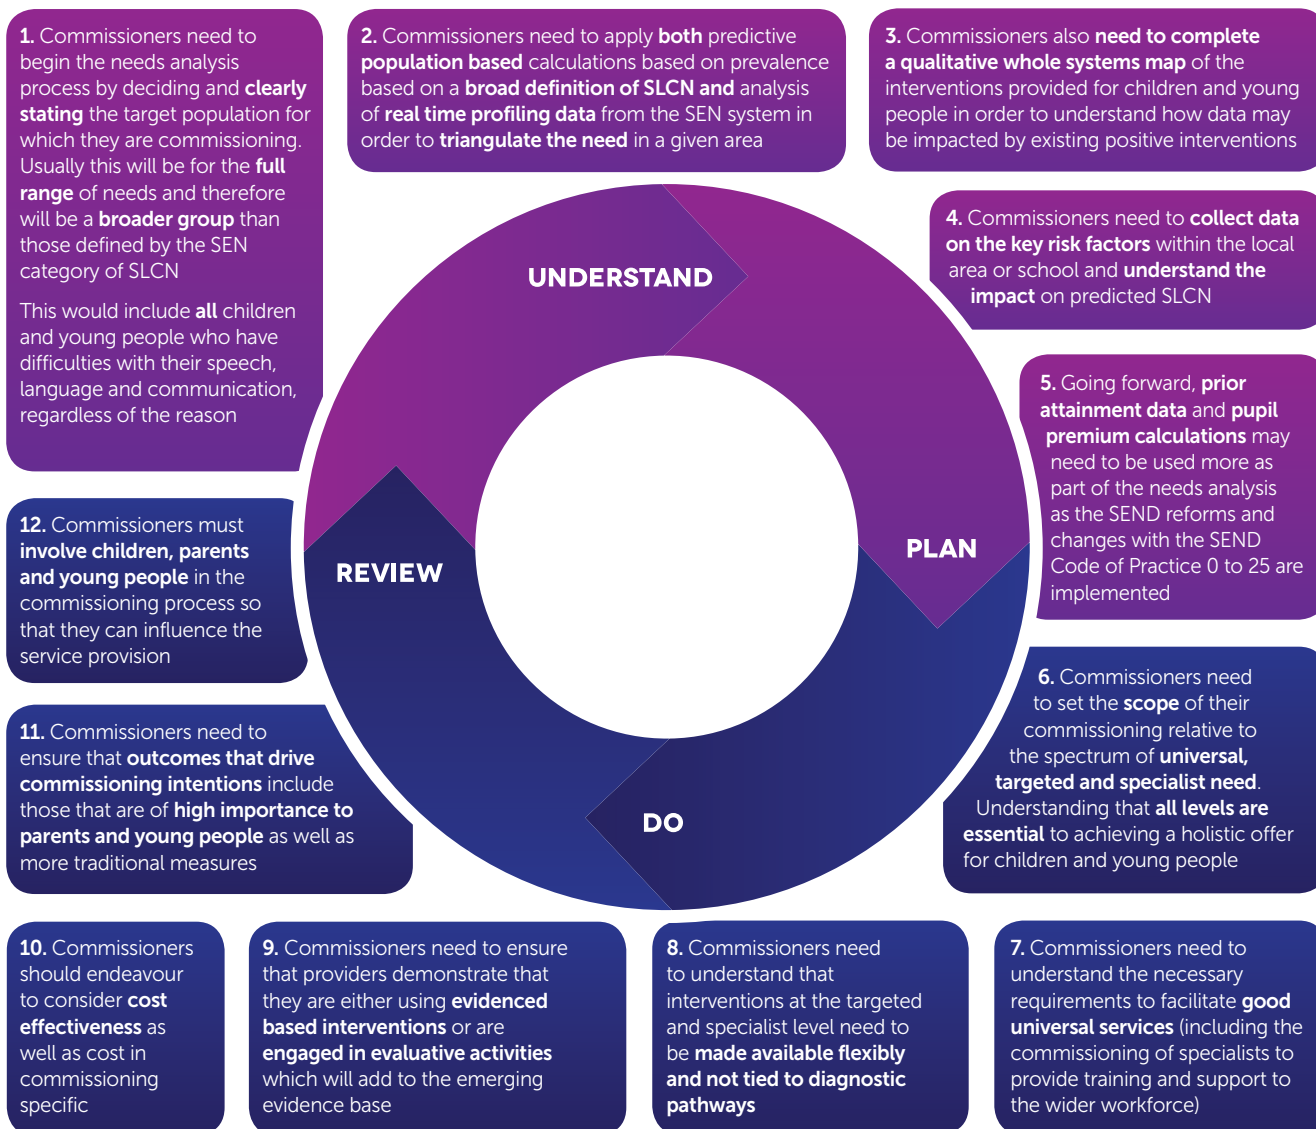 1. Commissioners need to
begin the needs analysis
process by deciding and clearly
stating the target population for
which they are commissioning.
Usually this will be for the full
range of needs and therefore
will be a broader group than
those defined by the SEN
category of SLCN
This would include all children
and young people who have
difficulties with their speech,
language and communication,
regardless of the reason
2. Commissioners need to apply both predictive
population based calculations based on prevalence
based on a broad definition of SLCN and analysis
of real time profiling data from the SEN system in
order to triangulate the need in a given area
3. Commissioners also need to complete
a qualitative whole systems map of the
interventions provided for children and young
people in order to understand how data may
be impacted by existing positive interventions
4. Commissioners need to collect data
on the key risk factors within the local
area or school and understand the
impact on predicted SLCN
5. Going forward, prior
attainment data and pupil
premium calculations may
need to be used more as
part of the needs analysis
as the SEND reforms and
changes with the SEND
Code of Practice 0 to 25 are
implemented
6. Commissioners need
to set the scope of their
commissioning relative to
the spectrum of universal,
targeted and specialist need.
Understanding that all levels are
essential to achieving a holistic offer
for children and young people
7. Commissioners need to
understand the necessary
requirements to facilitate good
universal services (including the
commissioning of specialists to
provide training and support to
the wider workforce)
8. Commissioners need
to understand that
interventions at the targeted
and specialist level need to
be made available flexibly
and not tied to diagnostic
pathways
9. Commissioners need to ensure
that providers demonstrate that
they are either using evidenced
based interventions or are
engaged in evaluative activities
which will add to the emerging
evidence base
10. Commissioners
should endeavour
to consider cost
effectiveness as
well as cost in
commissioning
specific
11. Commissioners need to
ensure that outcomes that drive
commissioning intentions include
those that are of high importance to
parents and young people as well as
more traditional measures
12. Commissioners must
involve children, parents
and young people in the
commissioning process so
that they can influence the
service provision
UNDERSTAND
PLAN
DO
REVIEW